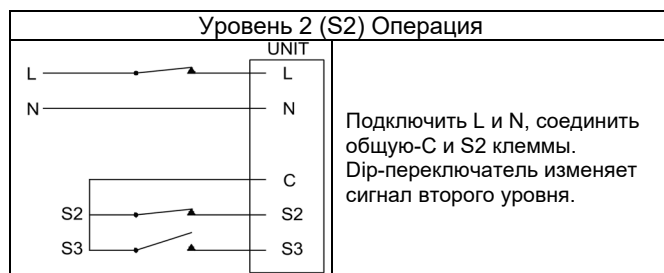 Уровень 2 (S2) Операция
UNIT
L L
N N
C
S2 S2
S3 S3
Подключить L и N, соединить
общую-С и S2 клеммы.
Dip-переключатель изменяет
сигнал второго уровня.